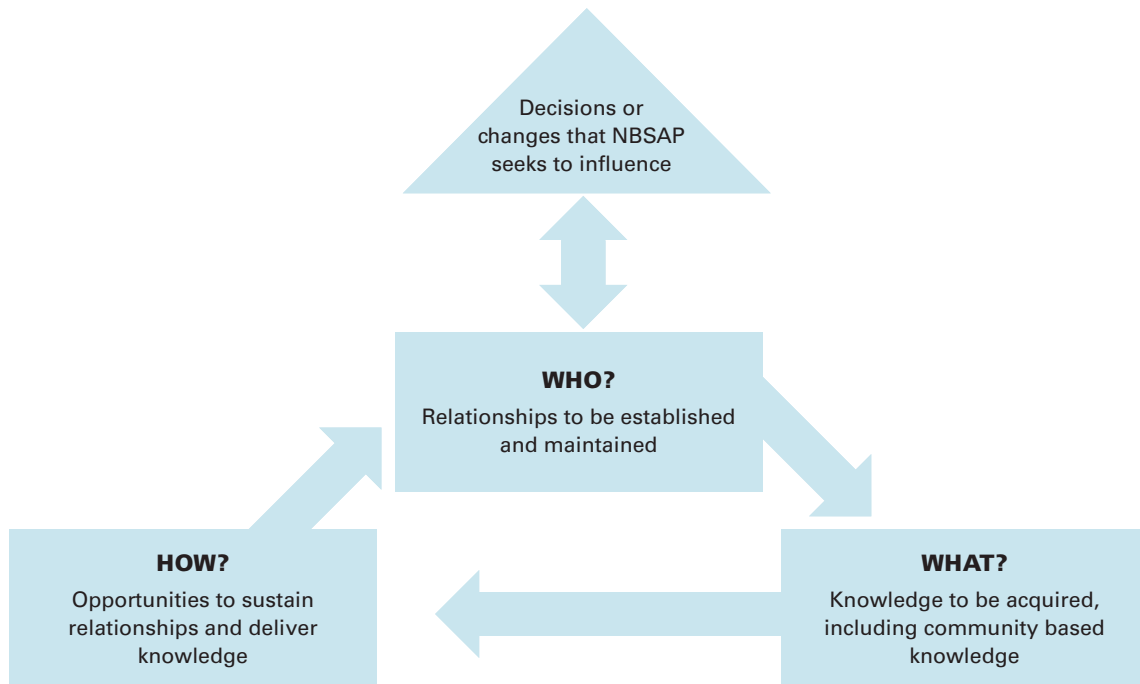 Decisions or
changes that NBSAP
seeks to influence
WHO?
Relationships to be established
and maintained
HOW?
Opportunities to sustain
relationships and deliver
knowledge
WHAT?
Knowledge to be acquired,
including community based
knowledge